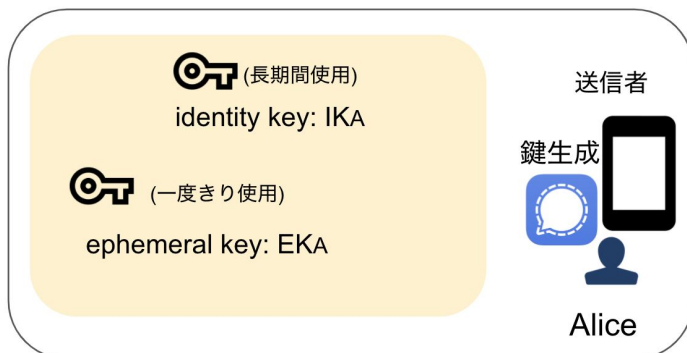 (長期間使用)
identity key: IKA
(一度きり使用)
ephemeral key: EKA
送信者
鍵生成
Alice